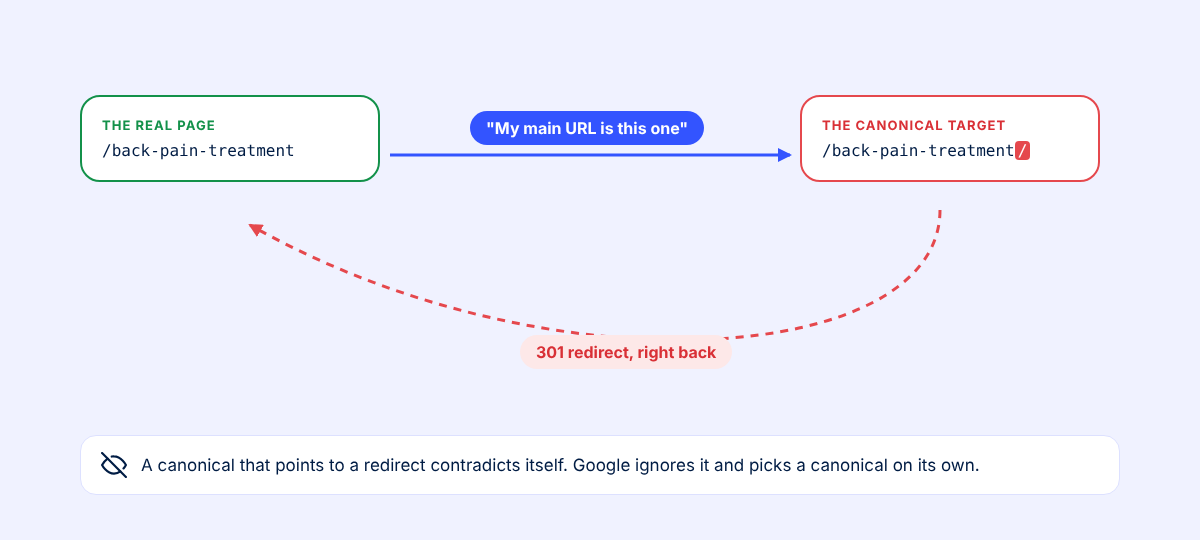 THE REAL PAGE
/back-pain-treatment
"My main URL is this one"
THE CANONICAL TARGET
/back-pain-treatment/
301 redirect, right back
A canonical that points to a redirect contradicts itself. Google ignores it and picks a canonical on its own.